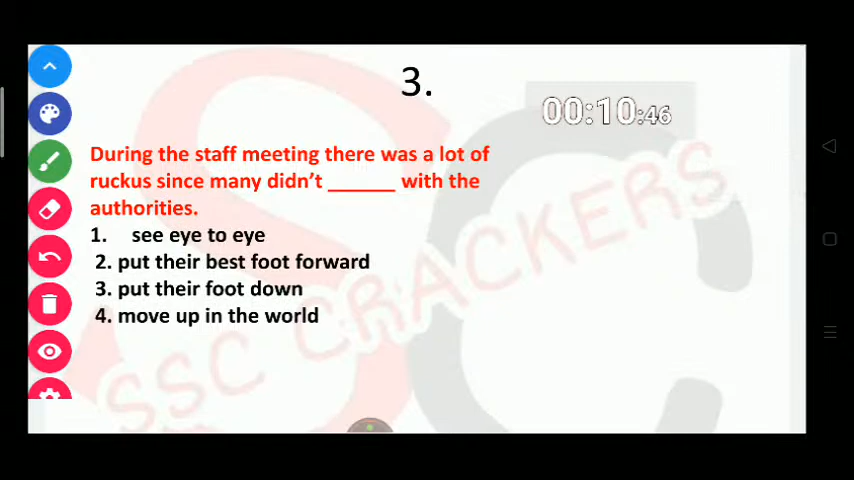 3.
00:10:46
During the staff meeting there was a lot of
ruckus since many didn't ______ with the
authorities.
1. see eye to eye
2. put their best foot forward
3. put their foot down
4. move up in the world
SSC CRACKERS